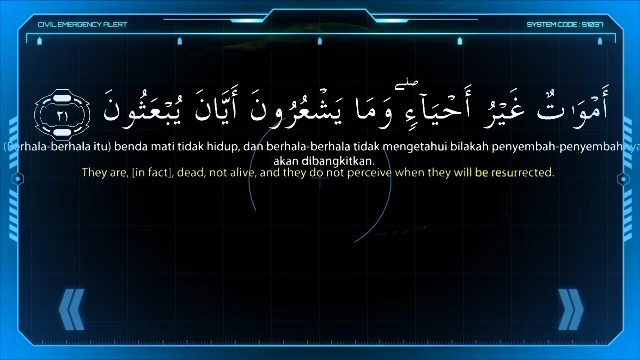 CIVIL EMERGENCY ALERT
SYSTEM CODE : S1037
أَمْوَٰتٌ غَيْرُ أَحْيَآءٍۢ ۖ وَمَا يَشْعُرُونَ أَيَّانَ يُبْعَثُونَ ٢١
(Berhala-berhala itu) benda mati tidak hidup, dan berhala-berhala tidak mengetahui bilakah penyembah-penyembahnya
akan dibangkitkan.
They are, [in fact], dead, not alive, and they do not perceive when they will be resurrected.